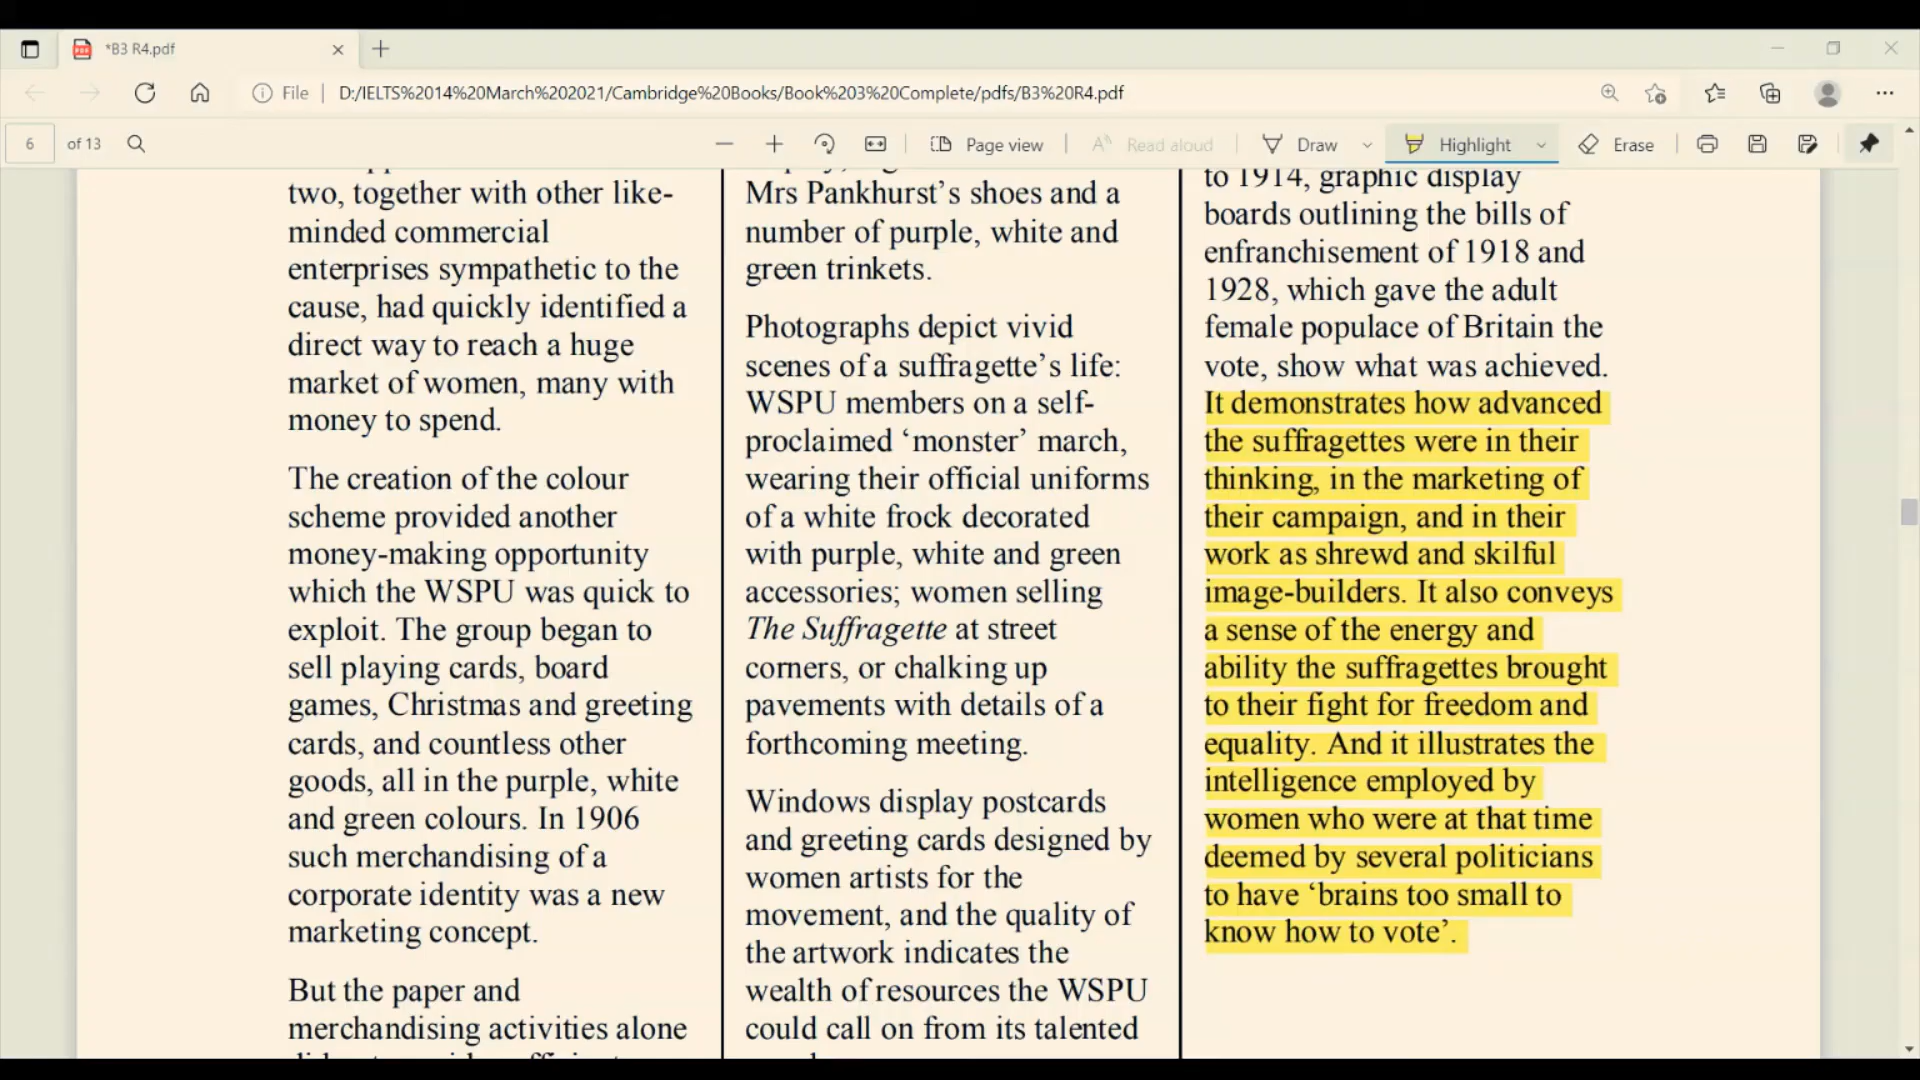 *B3 R4.pdf
File
D:/IELTS%2014%20March%202021/Cambridge%20Books/Book%203%20Complete/pdfs/B3%20R4.pdf
6 of 13
Page view
Read aloud
Draw
Highlight
Erase
two, together with other like-
minded commercial
enterprises sympathetic to the
cause, had quickly identified a
direct way to reach a huge
market of women, many with
money to spend.
The creation of the colour
scheme provided another
money-making opportunity
which the WSPU was quick to
exploit. The group began to
sell playing cards, board
games, Christmas and greeting
cards, and countless other
goods, all in the purple, white
and green colours. In 1906
such merchandising of a
corporate identity was a new
marketing concept.
But the paper and
merchandising activities alone
Mrs Pankhurst’s shoes and a
number of purple, white and
green trinkets.
Photographs depict vivid
scenes of a suffragette’s life:
WSPU members on a self-
proclaimed ‘monster’ march,
wearing their official uniforms
of a white frock decorated
with purple, white and green
accessories; women selling
The Suffragette at street
corners, or chalking up
pavements with details of a
forthcoming meeting.
Windows display postcards
and greeting cards designed by
women artists for the
movement, and the quality of
the artwork indicates the
wealth of resources the WSPU
could call on from its talented
to 1914, graphic display
boards outlining the bills of
enfranchisement of 1918 and
1928, which gave the adult
female populace of Britain the
vote, show what was achieved.
It demonstrates how advanced
the suffragettes were in their
thinking, in the marketing of
their campaign, and in their
work as shrewd and skilful
image-builders. It also conveys
a sense of the energy and
ability the suffragettes brought
to their fight for freedom and
equality. And it illustrates the
intelligence employed by
women who were at that time
deemed by several politicians
to have ‘brains too small to
know how to vote’.